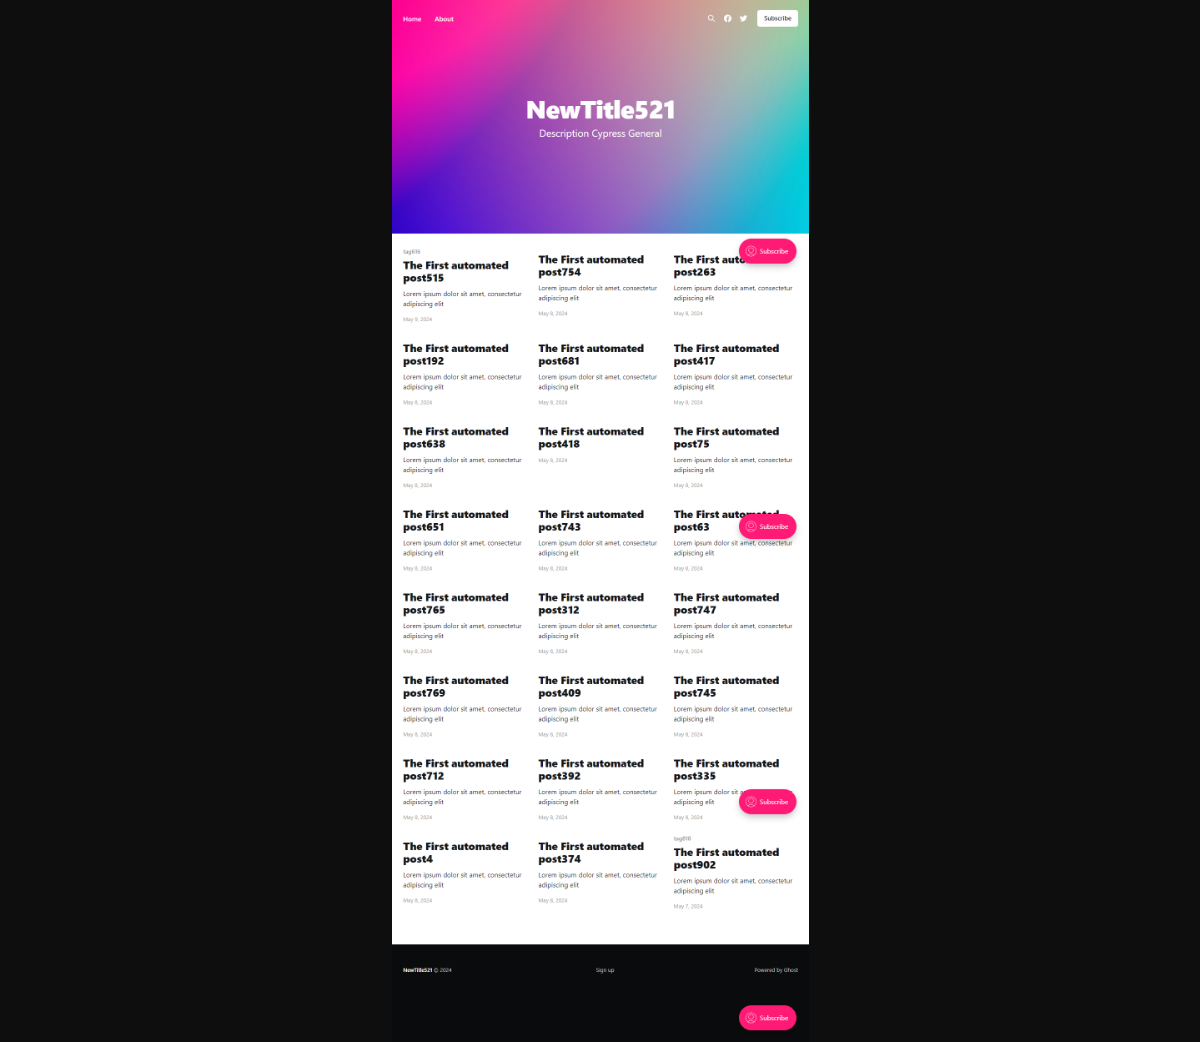 Home About Subscribe
NewTitle521
Description Cypress General
Subscribe
The First automated
post515
Lorem ipsum dolor sit amet, consectetur
adipiscing elit
May 9, 2024
The First automated
post754
Lorem ipsum dolor sit amet, consectetur
adipiscing elit
May 8, 2024
The First auto
post263
Lorem ipsum dolor sit amet, consectetur
adipiscing elit
May 8, 2024
The First automated
post192
Lorem ipsum dolor sit amet, consectetur
adipiscing elit
May 8, 2024
The First automated
post681
Lorem ipsum dolor sit amet, consectetur
adipiscing elit
May 8, 2024
The First automated
post417
Lorem ipsum dolor sit amet, consectetur
adipiscing elit
May 8, 2024
The First automated
post638
Lorem ipsum dolor sit amet, consectetur
adipiscing elit
May 8, 2024
The First automated
post418
May 8, 2024
The First automated
post75
Lorem ipsum dolor sit amet, consectetur
adipiscing elit
May 8, 2024
The First automated
post651
Lorem ipsum dolor sit amet, consectetur
adipiscing elit
May 8, 2024
The First automated
post743
Lorem ipsum dolor sit amet, consectetur
adipiscing elit
May 8, 2024
The First automated
post63
Subscribe
Lorem ipsum dolor sit amet, consectetur
adipiscing elit
May 8, 2024
The First automated
post765
Lorem ipsum dolor sit amet, consectetur
adipiscing elit
May 8, 2024
The First automated
post312
Lorem ipsum dolor sit amet, consectetur
adipiscing elit
May 8, 2024
The First automated
post747
Lorem ipsum dolor sit amet, consectetur
adipiscing elit
May 8, 2024
The First automated
post769
Lorem ipsum dolor sit amet, consectetur
adipiscing elit
May 8, 2024
The First automated
post409
Lorem ipsum dolor sit amet, consectetur
adipiscing elit
May 8, 2024
The First automated
post745
Lorem ipsum dolor sit amet, consectetur
adipiscing elit
May 8, 2024
The First automated
post712
Lorem ipsum dolor sit amet, consectetur
adipiscing elit
May 8, 2024
The First automated
post392
Lorem ipsum dolor sit amet, consectetur
adipiscing elit
May 8, 2024
The First automated
post335
Lorem ipsum dolor sit
adipiscing elit
Subscribe
May 8, 2024
The First automated
post4
Lorem ipsum dolor sit amet, consectetur
adipiscing elit
May 8, 2024
The First automated
post374
Lorem ipsum dolor sit amet, consectetur
adipiscing elit
May 8, 2024
The First automated
post902
Lorem ipsum dolor sit amet, consectetur
adipiscing elit
May 7, 2024
NewTitle521 © 2024
Sign up
Powered by Ghost
Subscribe